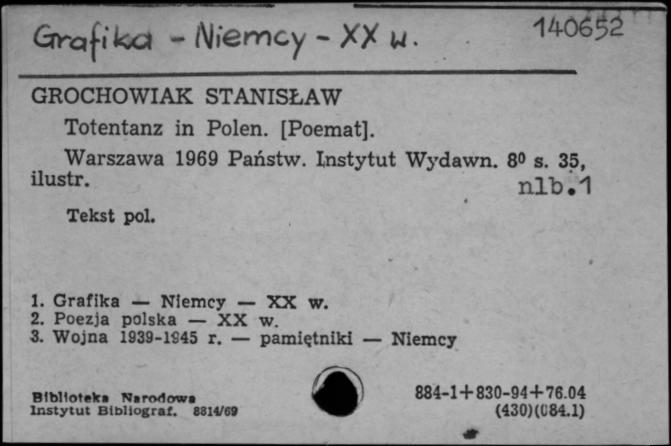 Grafika - Niemcy - XX w.
140652
GROCHOWIAK STANISŁAW
Totentanz in Polen. [Poemat].
Warszawa 1969 Państw. Instytut Wydawn. 8⁰ s. 35,
ilustr.
nlb.1
Tekst pol.
1. Grafika — Niemcy — XX w.
2. Poezja polska — XX w.
3. Wojna 1939-1945 r. — pamiętniki — Niemcy
Biblioteka Narodowa
Instytut Bibliograf. 8814/69
884-1+830-94+76.04
(430)(084.1)